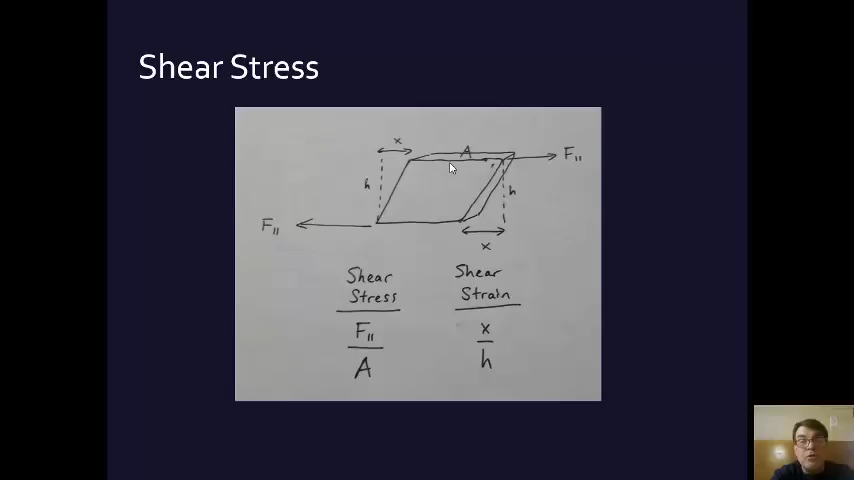 Shear Stress
x
A
F||
h
h
F||
x
Shear
Stress
Shear
Strain
F||
A
x
h